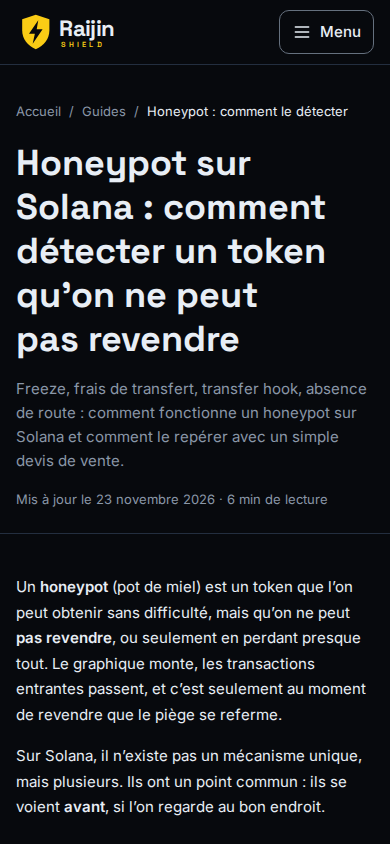 Raijin
SHIELD
Menu
Accueil / Guides / Honeypot : comment le détecter
Honeypot sur
Solana : comment
détecter un token
qu’on ne peut
pas revendre
Freeze, frais de transfert, transfer hook, absence
de route : comment fonctionne un honeypot sur
Solana et comment le repérer avec un simple
devis de vente.
Mis à jour le 23 novembre 2026 · 6 min de lecture
Un honeypot (pot de miel) est un token que l’on
peut obtenir sans difficulté, mais qu’on ne peut
pas revendre, ou seulement en perdant presque
tout. Le graphique monte, les transactions
entrantes passent, et c’est seulement au moment
de revendre que le piège se referme.
Sur Solana, il n’existe pas un mécanisme unique,
mais plusieurs. Ils ont un point commun : ils se
voient avant, si l’on regarde au bon endroit.